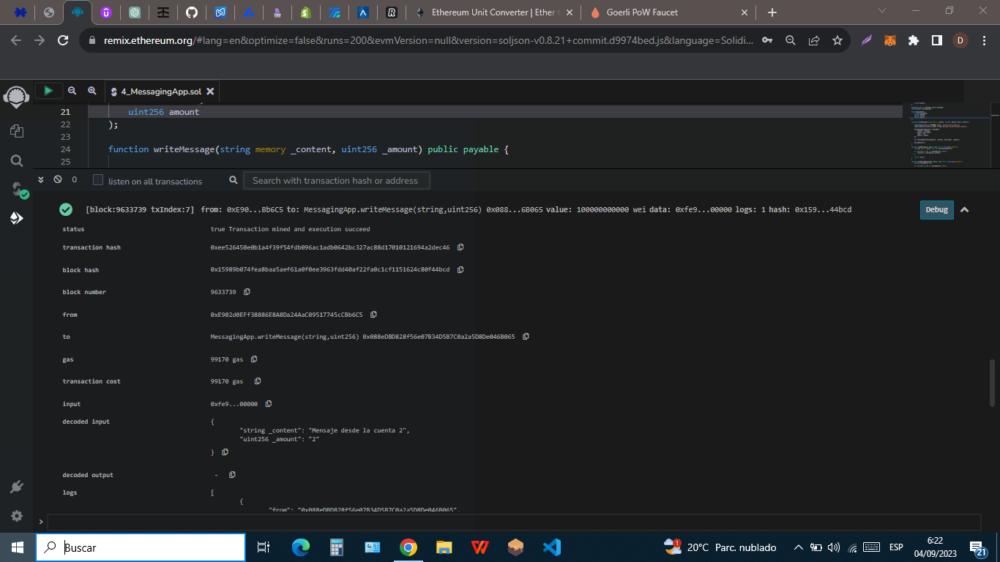 Ethereum Unit Converter | Ether t
Goerli PoW Faucet
remix.ethereum.org/#lang=en&optimize=false&runs=200&evmVersion=null&version=soljson-v0.8.21+commit.d9974bed.js&language=Solidi...
D
4_MessagingApp.sol
21 uint256 amount
22 );
23
24 function writeMessage(string memory _content, uint256 _amount) public payable {
25
0 listen on all transactions Search with transaction hash or address
[block:9633739 txIndex:7] from: 0xE90...Bb6C5 to: MessagingApp.writeMessage(string,uint256) 0x088...6B065 value: 100000000000 wei data: 0xfe9...00000 logs: 1 hash: 0x159...44bcd Debug
status true Transaction mined and execution succeed
transaction hash 0xee526450e0b1a4f39f54fdb096ac1adb0642bc327ac88d17010121694a2dec46
block hash 0x15989b074fea8baa5aef61a0f0ee3963fdd40af22fa0c1cf1151624c80f44bcd
block number 9633739
from 0xE902d0EFf38886E8A8Da24AaC09517745cCBb6C5
to MessagingApp.writeMessage(string,uint256) 0x088eDBD828f56e07B34D5B7C0a2a5D8De046B065
gas 99170 gas
transaction cost 99170 gas
input 0xfe9...00000
decoded input {
"string _content": "Mensaje desde la cuenta 2",
"uint256 _amount": "2"
}
decoded output -
logs [
{
"from": "0x088eDBD828f56e07B34D5B7C0a2a5D8De046B065",
>
Buscar
1
20°C Parc. nublado
ESP
6:22
04/09/2023
21